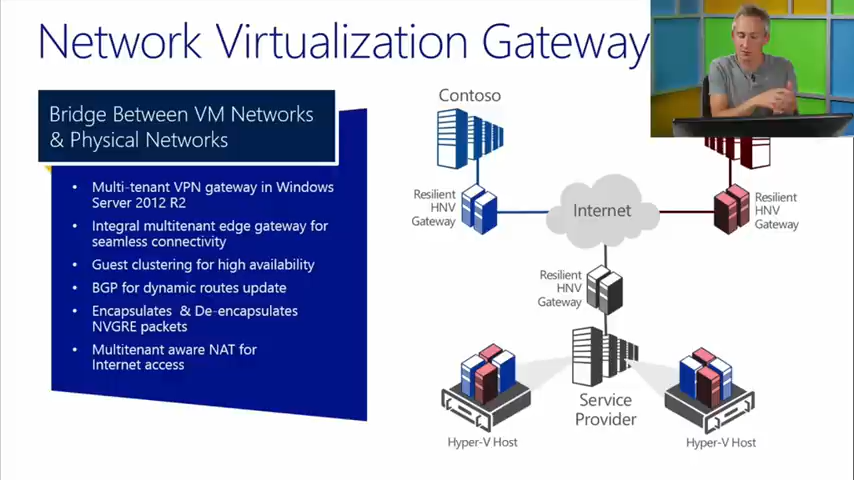 Network Virtualization Gateway
Bridge Between VM Networks
& Physical Networks
• Multi-tenant VPN gateway in Windows
Server 2012 R2
• Integral multitenant edge gateway for
seamless connectivity
• Guest clustering for high availability
• BGP for dynamic routes update
• Encapsulates & De-encapsulates
NVGRE packets
• Multitenant aware NAT for
Internet access
Contoso
Resilient
HNV
Gateway
Internet
Resilient
HNV
Gateway
Resilient
HNV
Gateway
Service
Provider
Hyper-V Host
Hyper-V Host